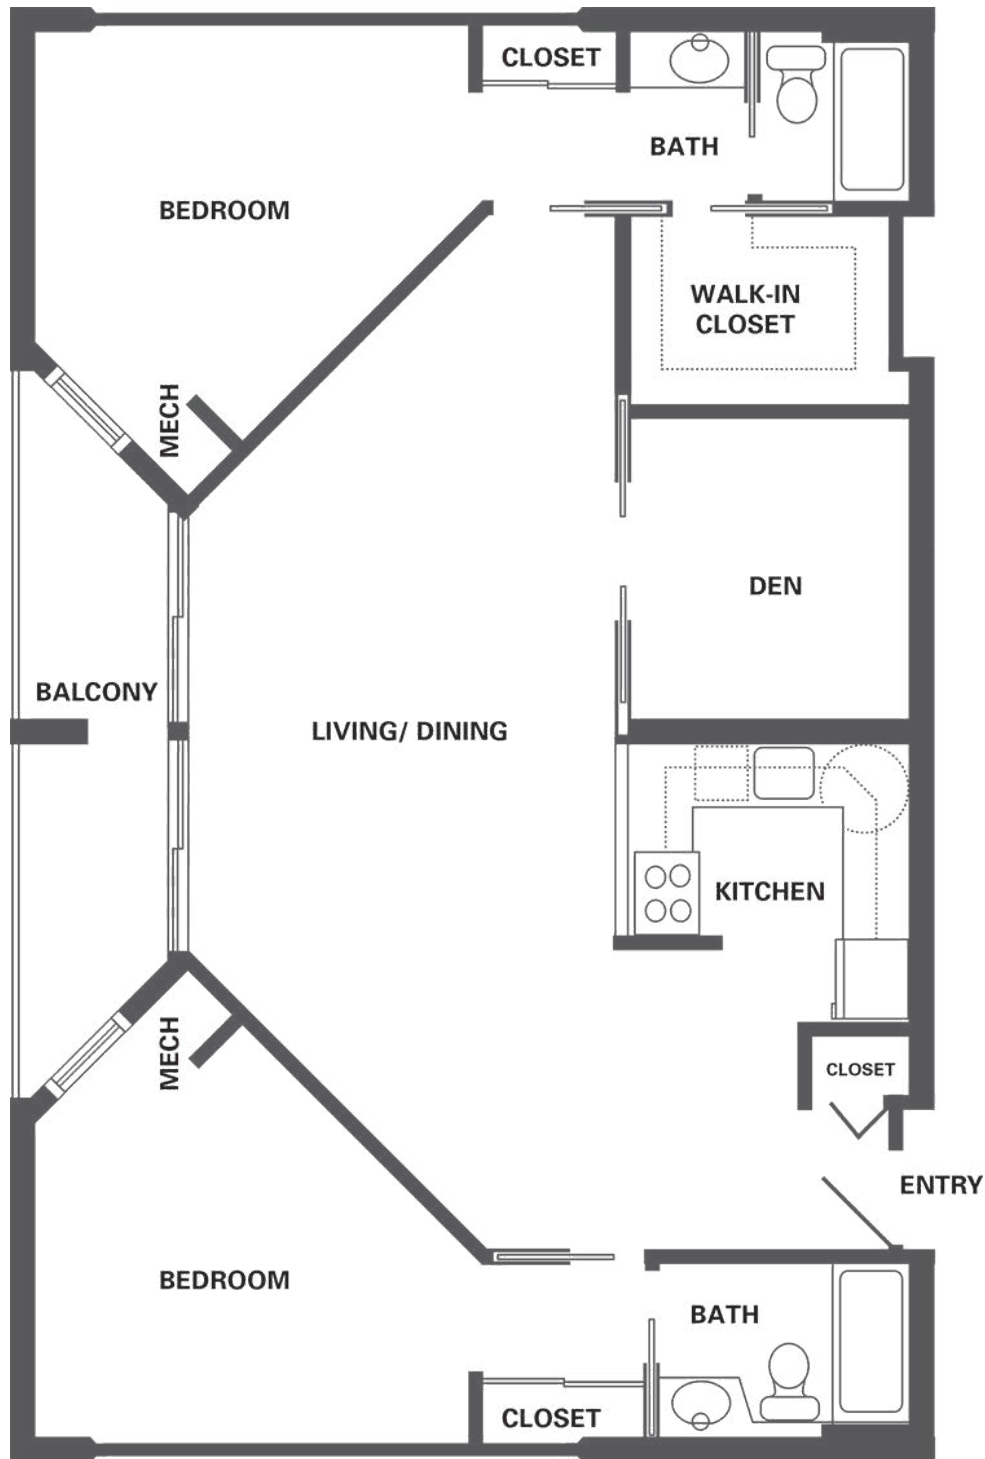 CLOSET
BATH
BEDROOM
WALK-IN
CLOSET
MECH
DEN
BALCONY
LIVING/ DINING
KITCHEN
MECH
CLOSET
ENTRY
BEDROOM
BATH
CLOSET